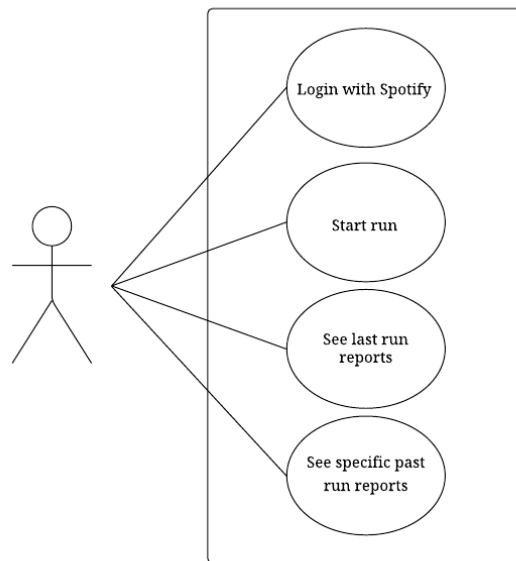 Login with Spotify
Start run
See last run
reports
See specific past
run reports